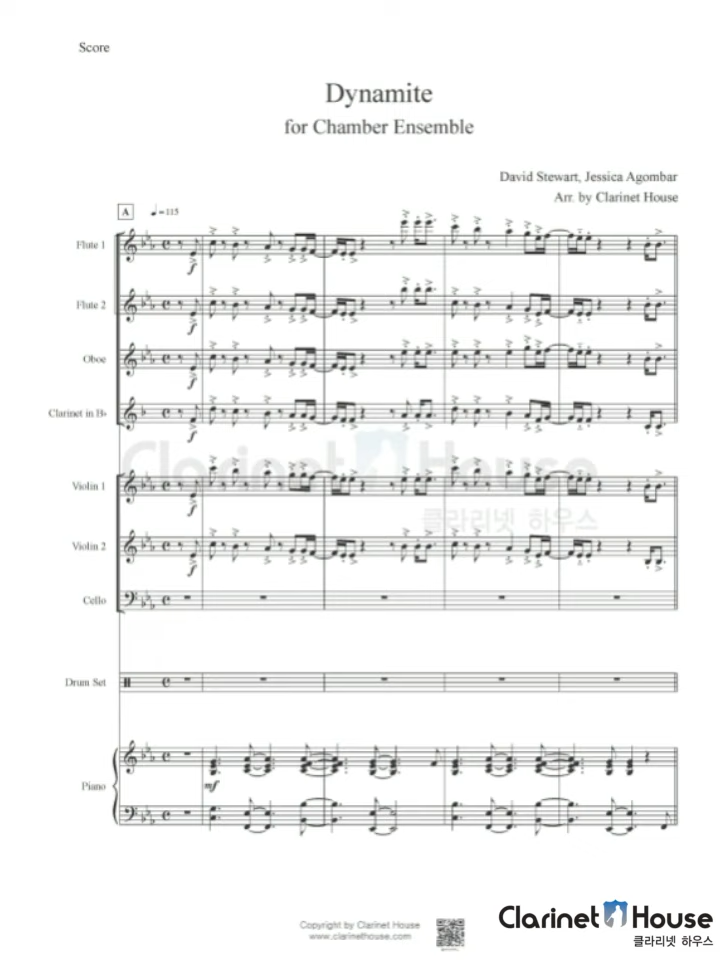 Score
Dynamite
for Chamber Ensemble
David Stewart, Jessica Agombar
Arr. by Clarinet House
A ♩=115
Flute 1
f
Flute 2
f
Oboe
f
Clarinet in B♭
f
Clarinet House
클라리넷 하우스
Violin 1
f
Violin 2
f
Cello
Drum Set
Piano
mf
Copyright by Clarinet House
www.clarinethouse.com
Clarinet House
클라리넷 하우스